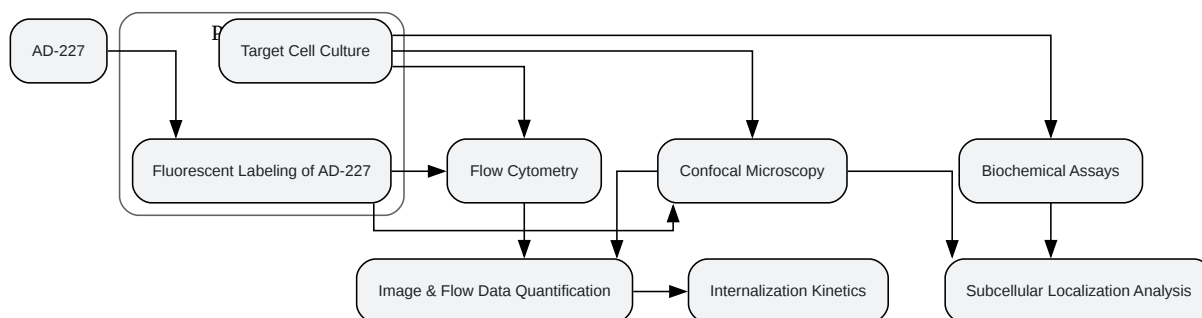 AD-227
P
Target Cell Culture
Fluorescent Labeling of AD-227
Flow Cytometry
Confocal Microscopy
Biochemical Assays
Image & Flow Data Quantification
Internalization Kinetics
Subcellular Localization Analysis